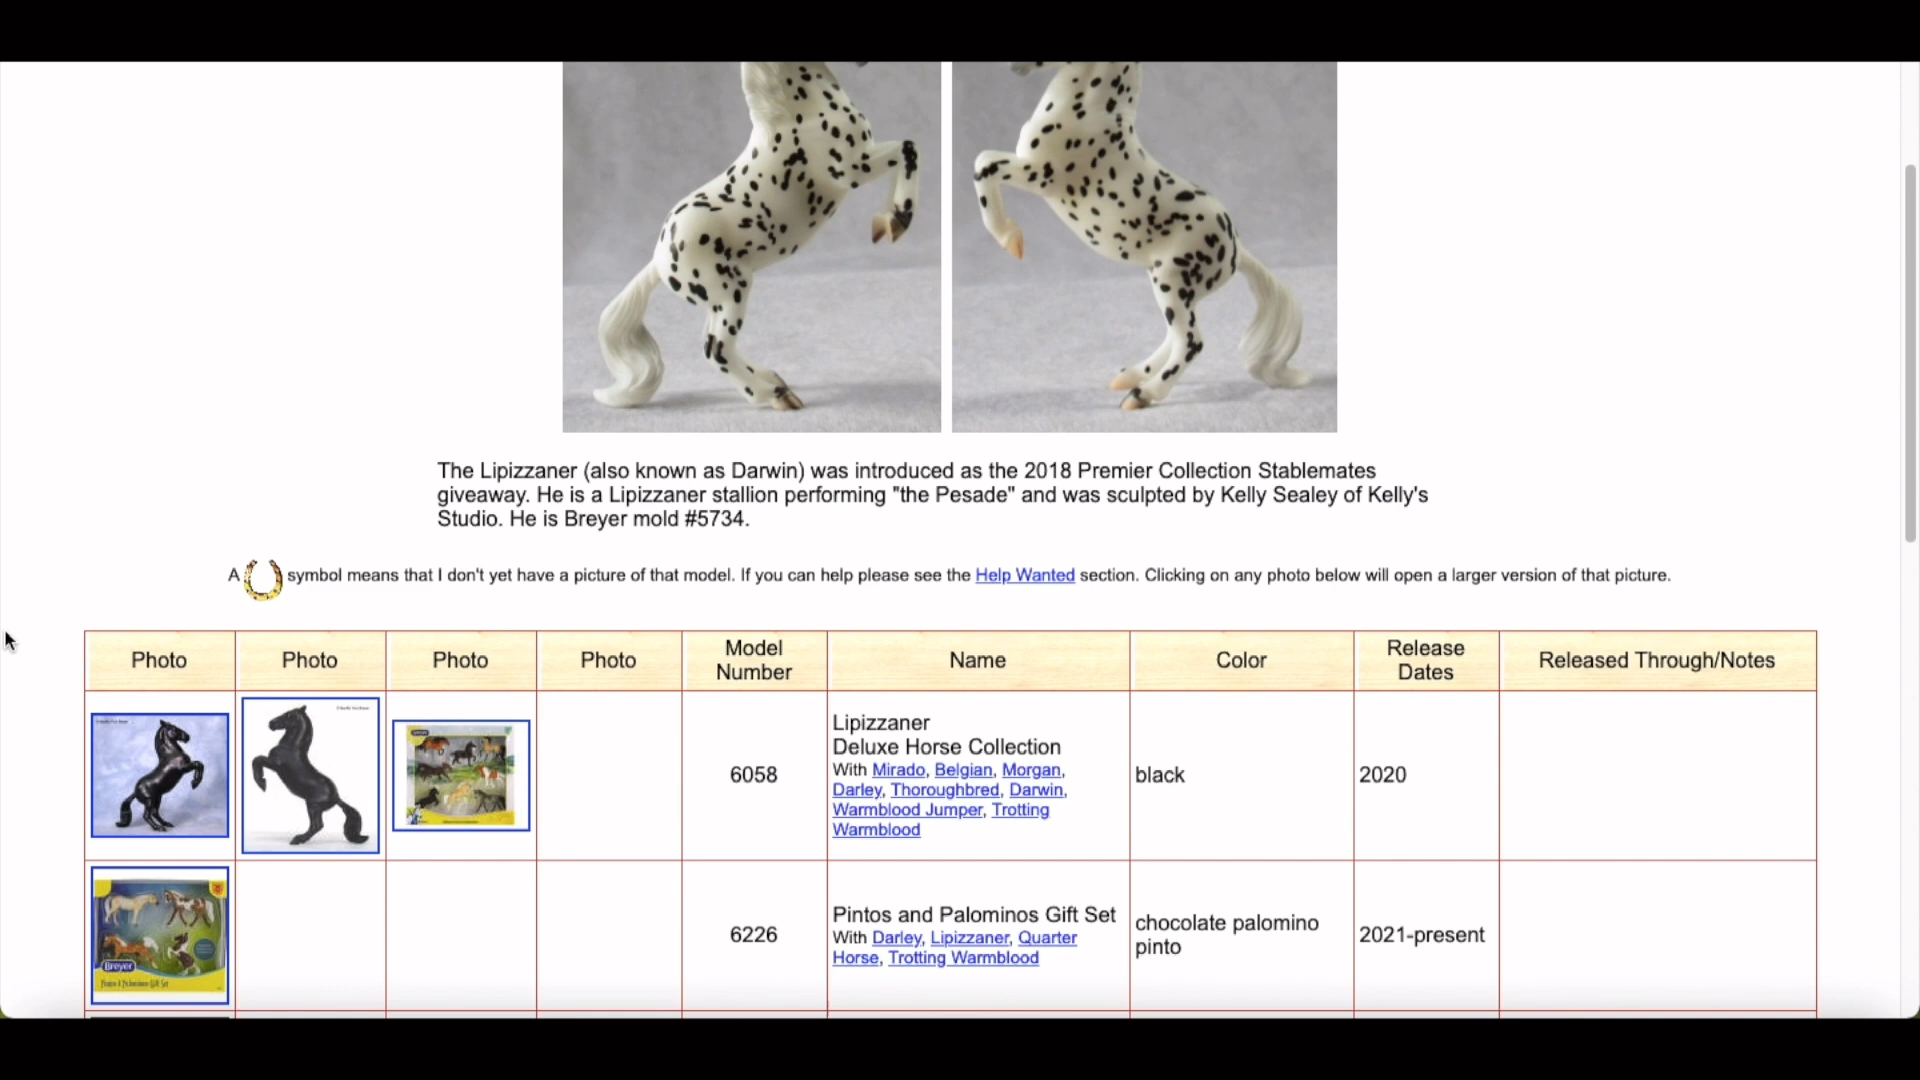 The Lipizzaner (also known as Darwin) was introduced as the 2018 Premier Collection Stablemates
giveaway. He is a Lipizzaner stallion performing "the Pesade" and was sculpted by Kelly Sealey of Kelly's
Studio. He is Breyer mold #5734.
A symbol means that I don't yet have a picture of that model. If you can help please see the Help Wanted section. Clicking on any photo below will open a larger version of that picture.
Photo
Photo
Photo
Photo
Model
Number
Name
Color
Release
Dates
Released Through/Notes
6058
Lipizzaner
Deluxe Horse Collection
With Mirado, Belgian, Morgan,
Darley, Thoroughbred, Darwin,
Warmblood Jumper, Trotting
Warmblood
black
2020
Breyer
Pintos & Palominos Gift Set
6226
Pintos and Palominos Gift Set
With Darley, Lipizzaner, Quarter
Horse, Trotting Warmblood
chocolate palomino
pinto
2021-present